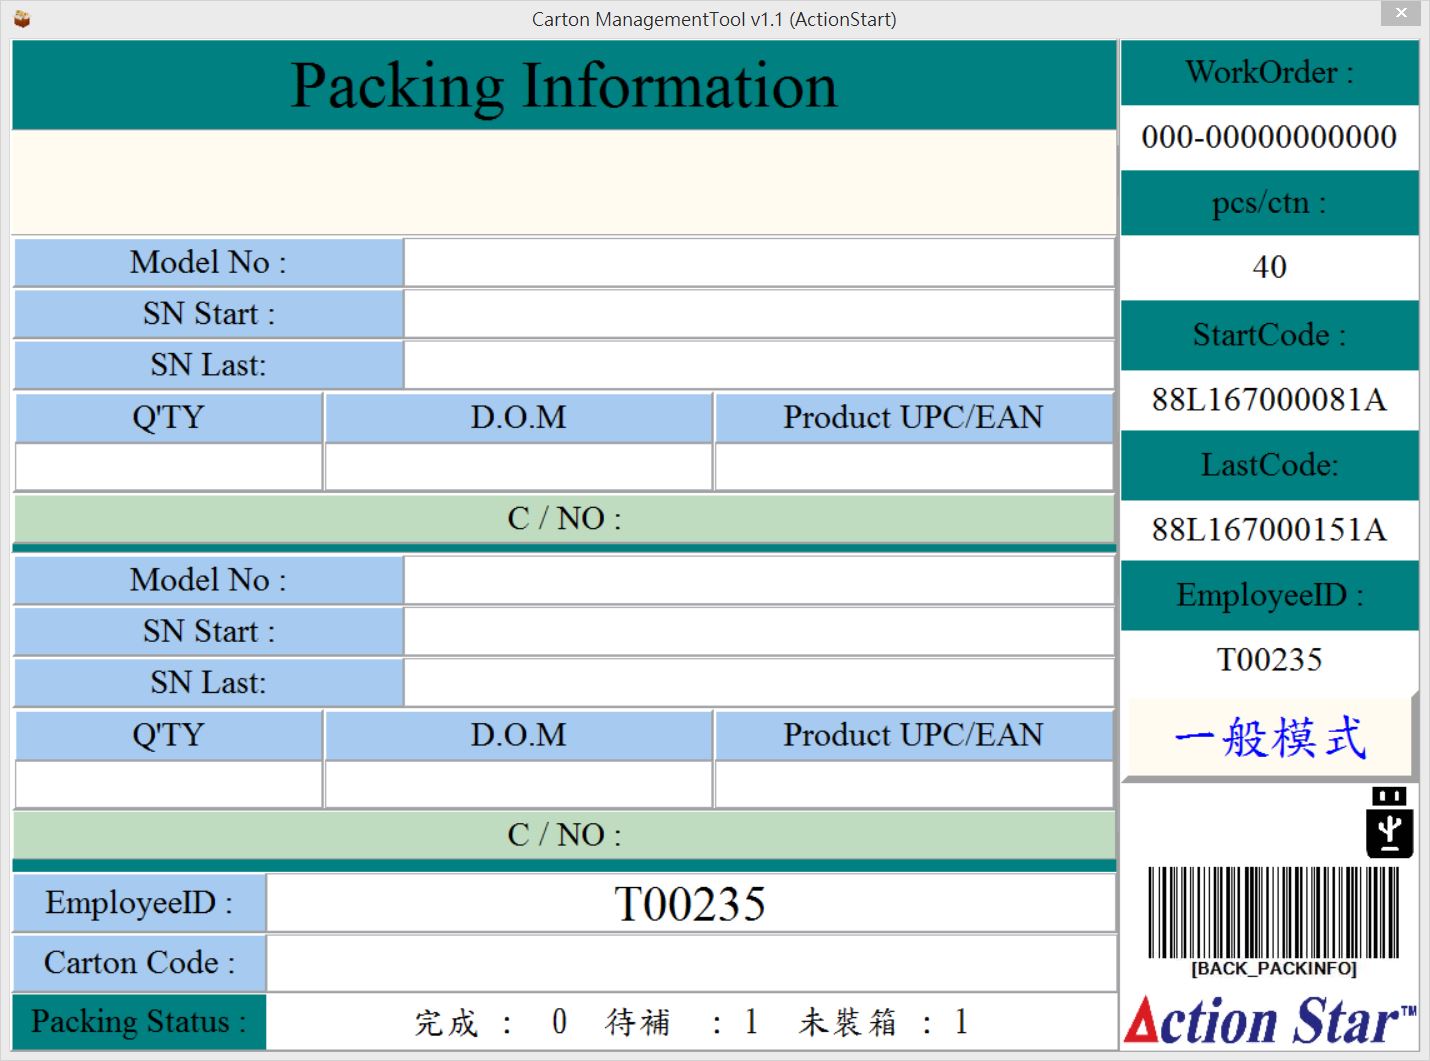 Carton ManagementTool v1.1 (ActionStart)
Packing Information
Model No :
SN Start :
SN Last:
Q'TY D.O.M Product UPC/EAN
C / NO :
Model No :
SN Start :
SN Last:
Q'TY D.O.M Product UPC/EAN
C / NO :
EmployeeID : T00235
Carton Code :
Packing Status : 完成 : 0 待補 : 1 未裝箱 : 1
WorkOrder :
000-00000000000
pcs/ctn :
40
StartCode :
88L167000081A
LastCode:
88L167000151A
EmployeeID :
T00235
一般模式
[BACK_PACKINFO]
Action Star™